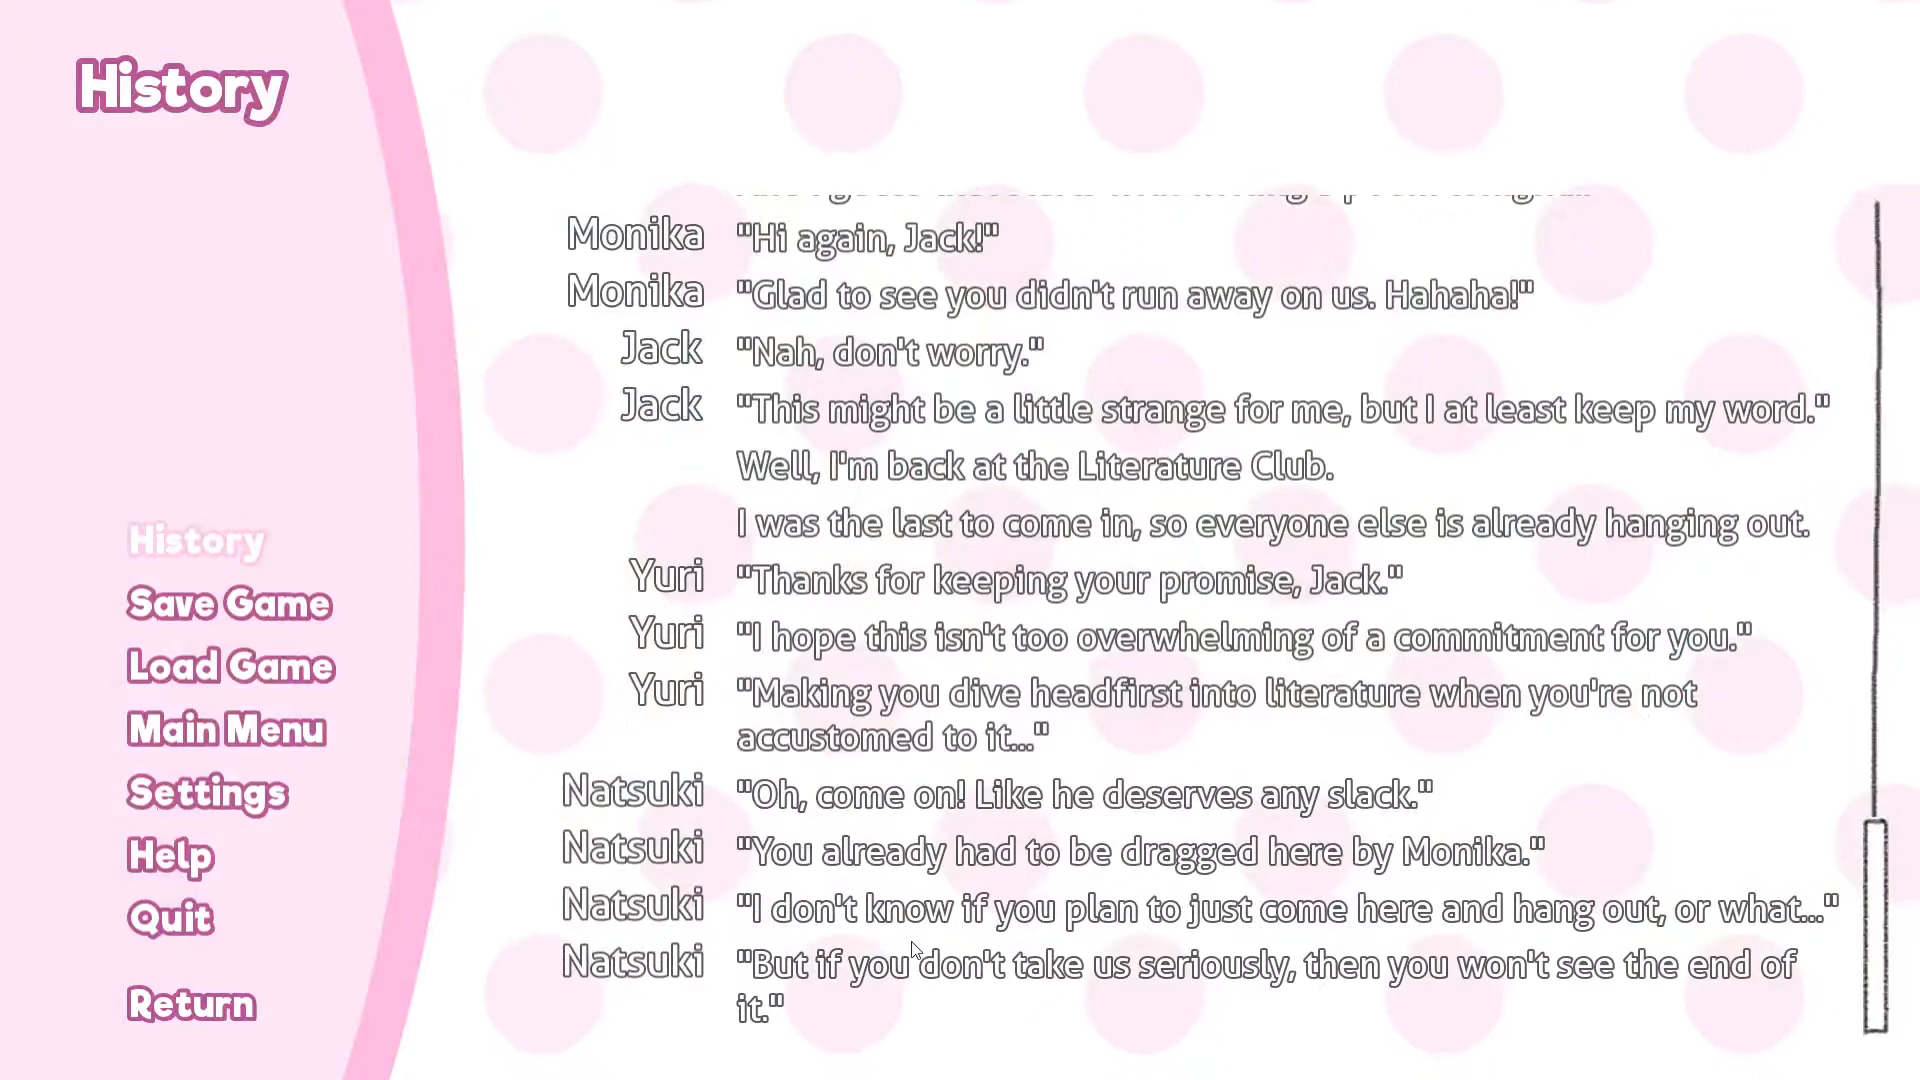 History
Monika "Hi again, Jack!"
Monika "Glad to see you didn't run away on us. Hahaha!"
Jack "Nah, don't worry."
Jack "This might be a little strange for me, but I at least keep my word."
Well, I'm back at the Literature Club.
I was the last to come in, so everyone else is already hanging out.
Yuri "Thanks for keeping your promise, Jack."
Yuri "I hope this isn't too overwhelming of a commitment for you."
Yuri "Making you dive headfirst into literature when you're not
accustomed to it..."
Natsuki "Oh, come on! Like he deserves any slack."
Natsuki "You already had to be dragged here by Monika."
Natsuki "I don't know if you plan to just come here and hang out, or what..."
Natsuki "But if you don't take us seriously, then you won't see the end of
it."
History
Save Game
Load Game
Main Menu
Settings
Help
Quit
Return